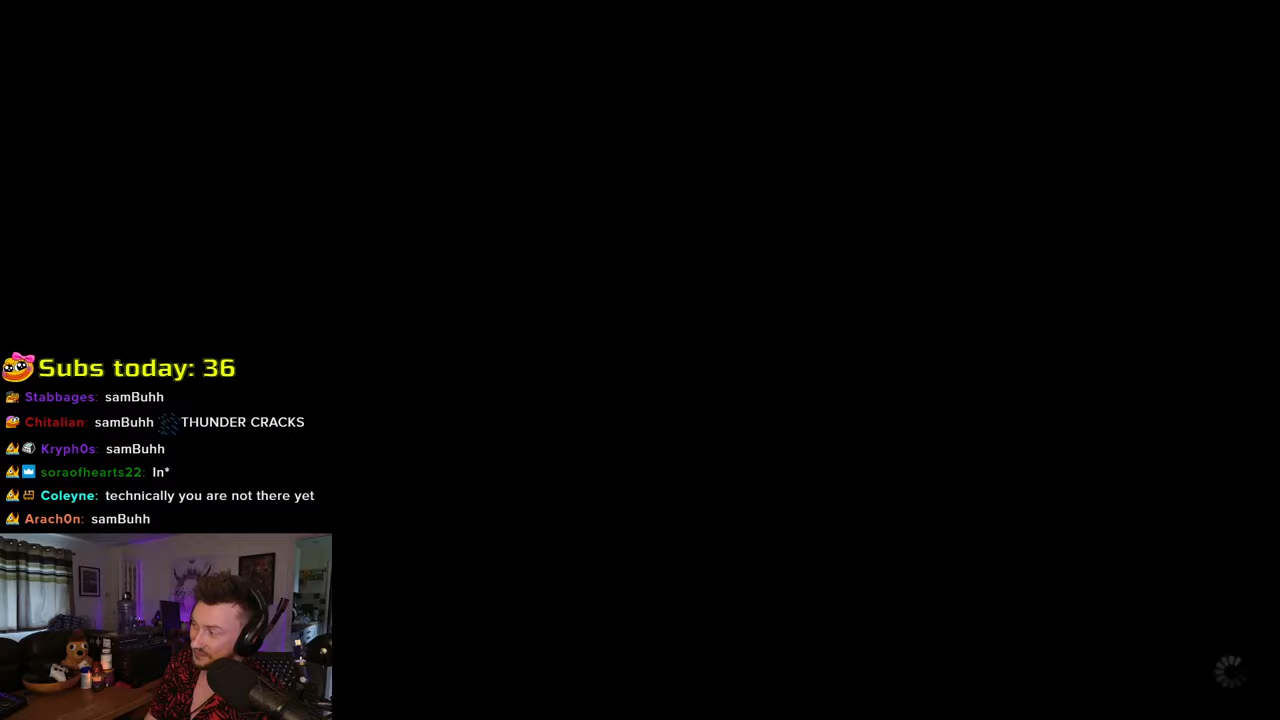 Subs today: 36
Stabbages: samBuhh
Chitalian: samBuhh THUNDER CRACKS
Kryph0s: samBuhh
soraofhearts22: In*
Coleyne: technically you are not there yet
Arach0n: samBuhh